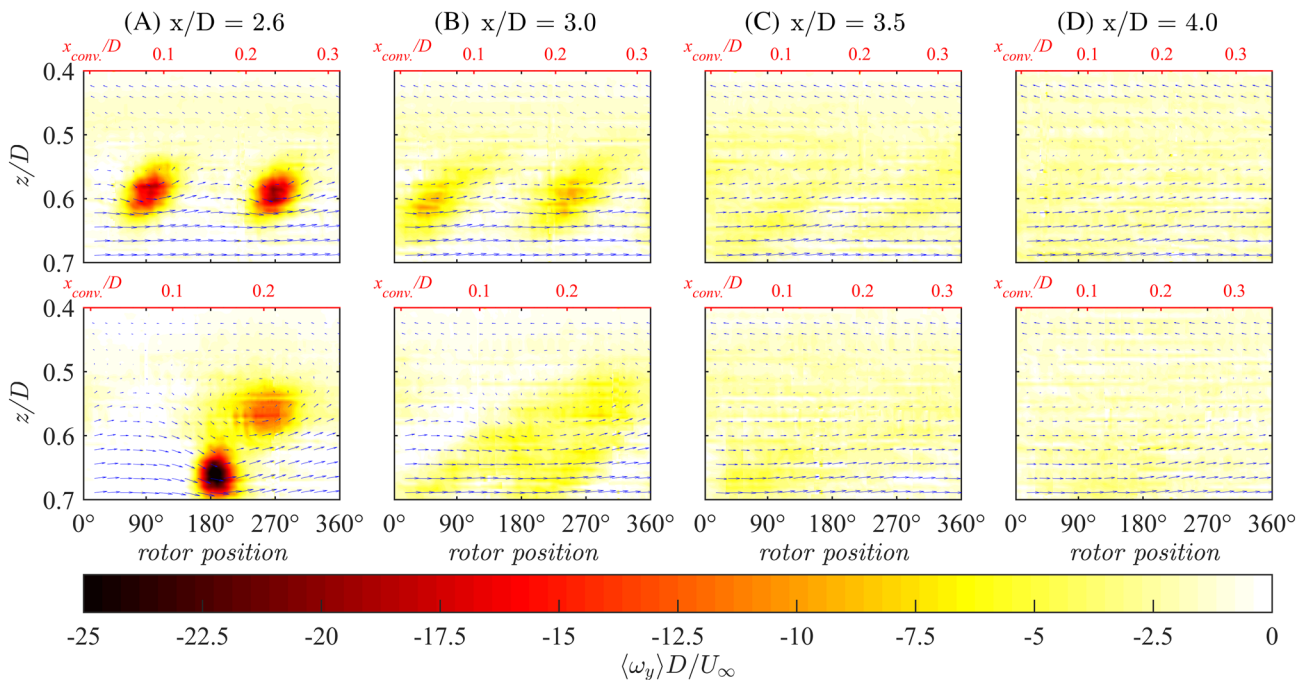 (A) x/D = 2.6 (B) x/D = 3.0 (C) x/D = 3.5 (D) x/D = 4.0
x_conv./D 0.1 0.2 0.3 x_conv./D 0.1 0.2 0.3 x_conv./D 0.1 0.2 0.3 x_conv./D 0.1 0.2 0.3
0.4
0.5
z/D
0.6
0.7
x_conv./D 0.1 0.2 x_conv./D 0.1 0.2 x_conv./D 0.1 0.2 0.3 x_conv./D 0.1 0.2 0.3
0.4
0.5
z/D
0.6
0.7
0° 90° 180° 270° 360° 0° 90° 180° 270° 360° 0° 90° 180° 270° 360° 0° 90° 180° 270° 360°
rotor position rotor position rotor position rotor position
-25 -22.5 -20 -17.5 -15 -12.5 -10 -7.5 -5 -2.5 0
⟨ω_y⟩D/U_∞